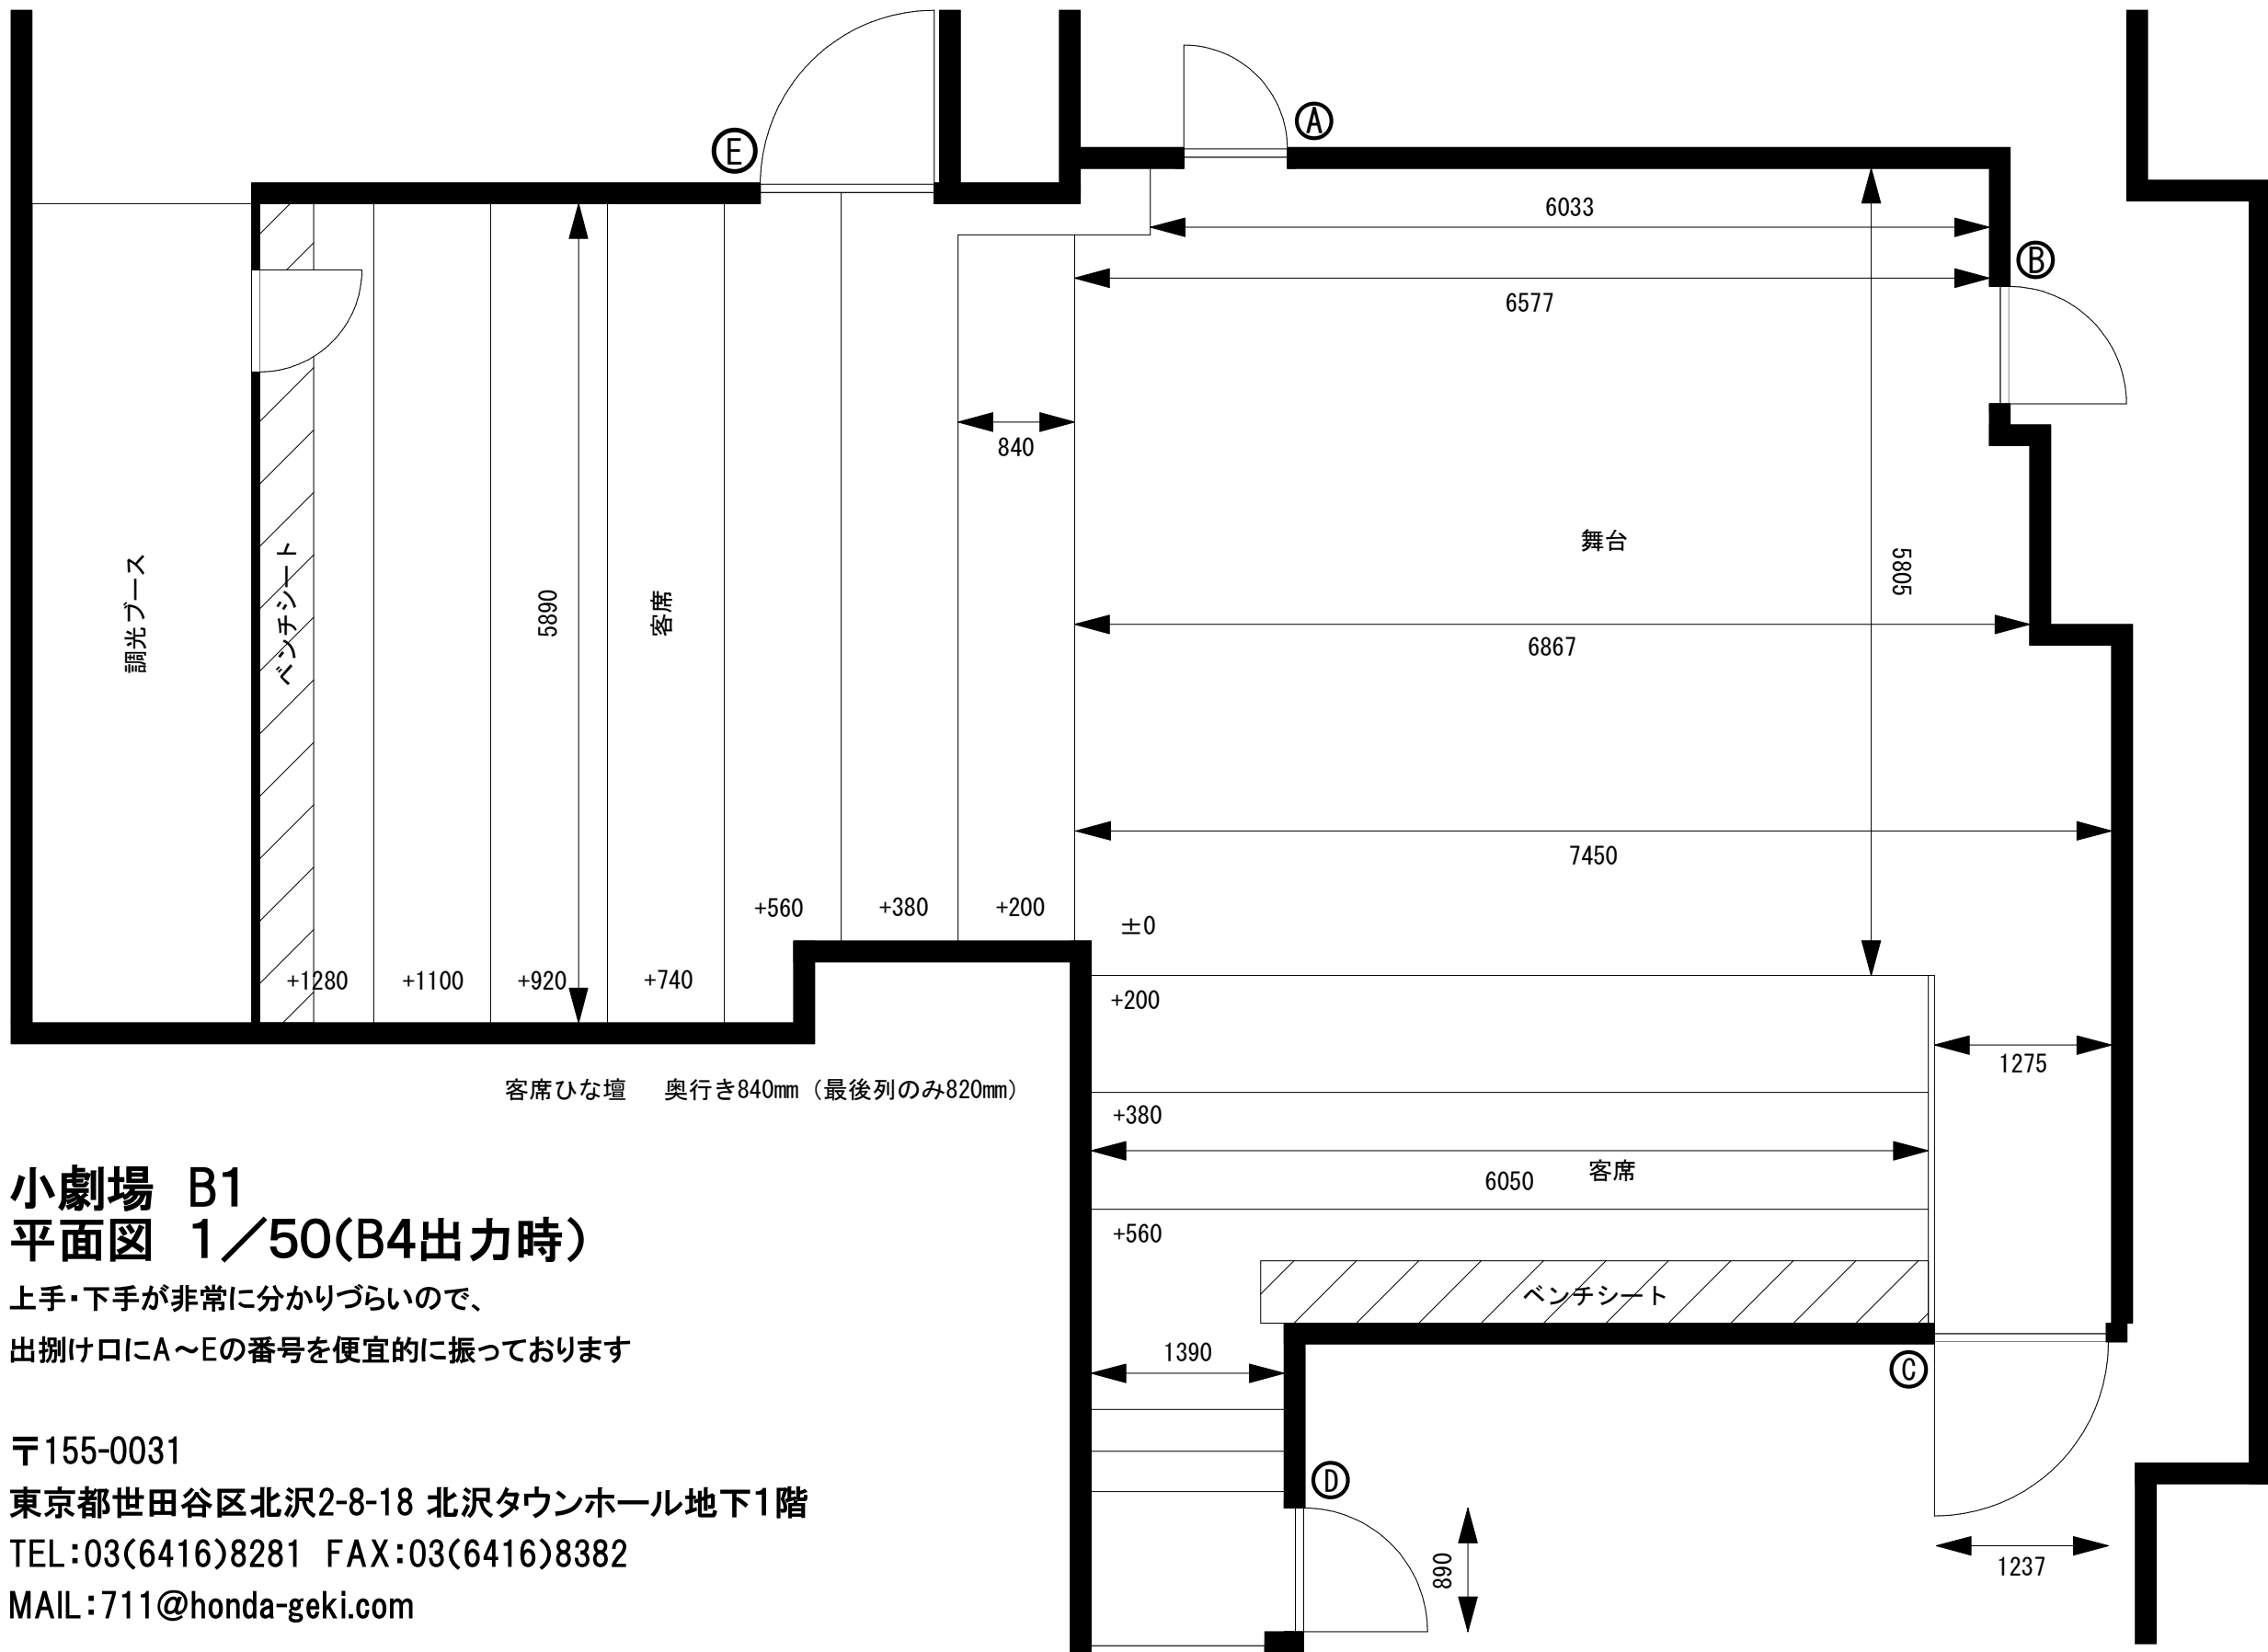 Ⓔ
Ⓐ
6033
Ⓑ
6577
840
舞台
5805
調光ブース
ベンチシート
5890
客席
6867
7450
+560
+380
+200
±0
+1280
+1100
+920
+740
+200
1275
客席ひな壇 奥行き840㎜(最後列のみ820㎜)
+380
6050
客席
+560
ベンチシート
1390
Ⓒ
Ⓓ
890
1237
小劇場 B1
平面図 1/50(B4出力時)
上手・下手が非常に分かりづらいので、
出捌け口にA~Eの番号を便宜的に振っております
〒155-0031
東京都世田谷区北沢2-8-18 北沢タウンホール地下1階
TEL:03(6416)8281 FAX:03(6416)8382
MAIL:711@honda-geki.com